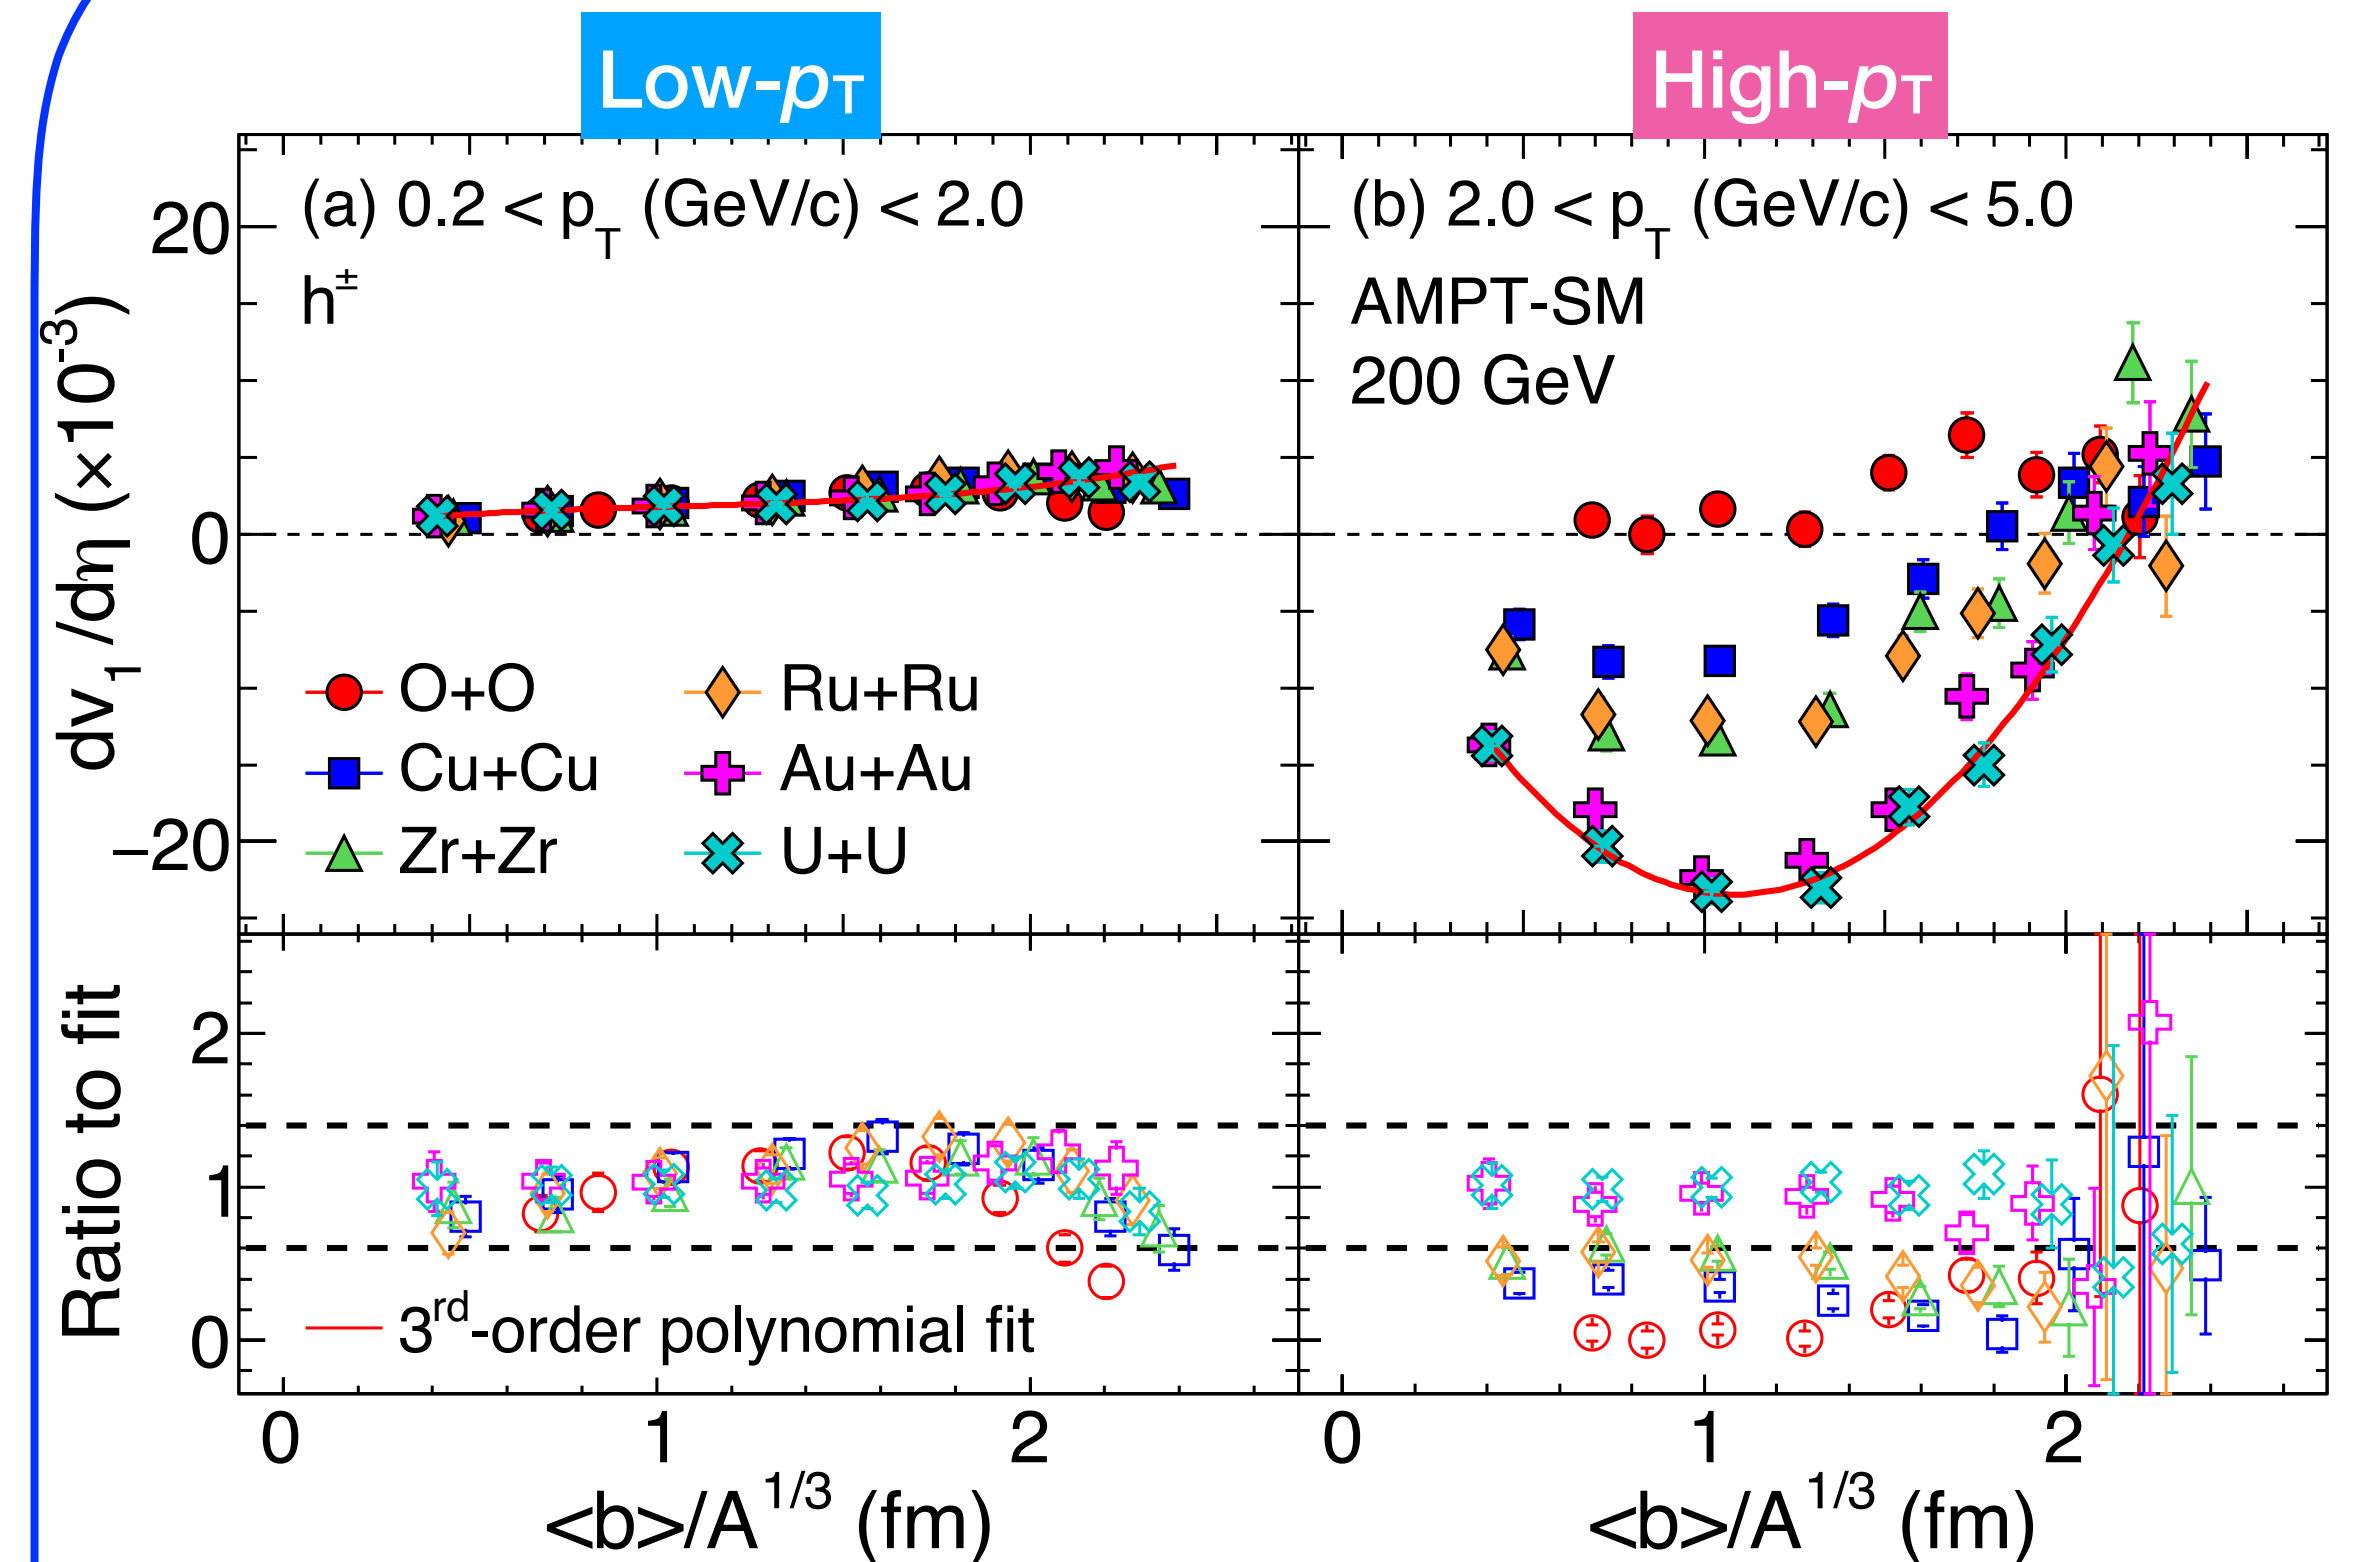 Low-pT
High-pT
(a) 0.2 < pT (GeV/c) < 2.0
(b) 2.0 < pT (GeV/c) < 5.0
h±
AMPT-SM
200 GeV
dv1/dη (×10-3)
20
0
−20
O+O
Ru+Ru
Cu+Cu
Au+Au
Zr+Zr
U+U
Ratio to fit
2
1
0
3rd-order polynomial fit
0 1 2
0 1 2
<b>/A1/3 (fm)
<b>/A1/3 (fm)